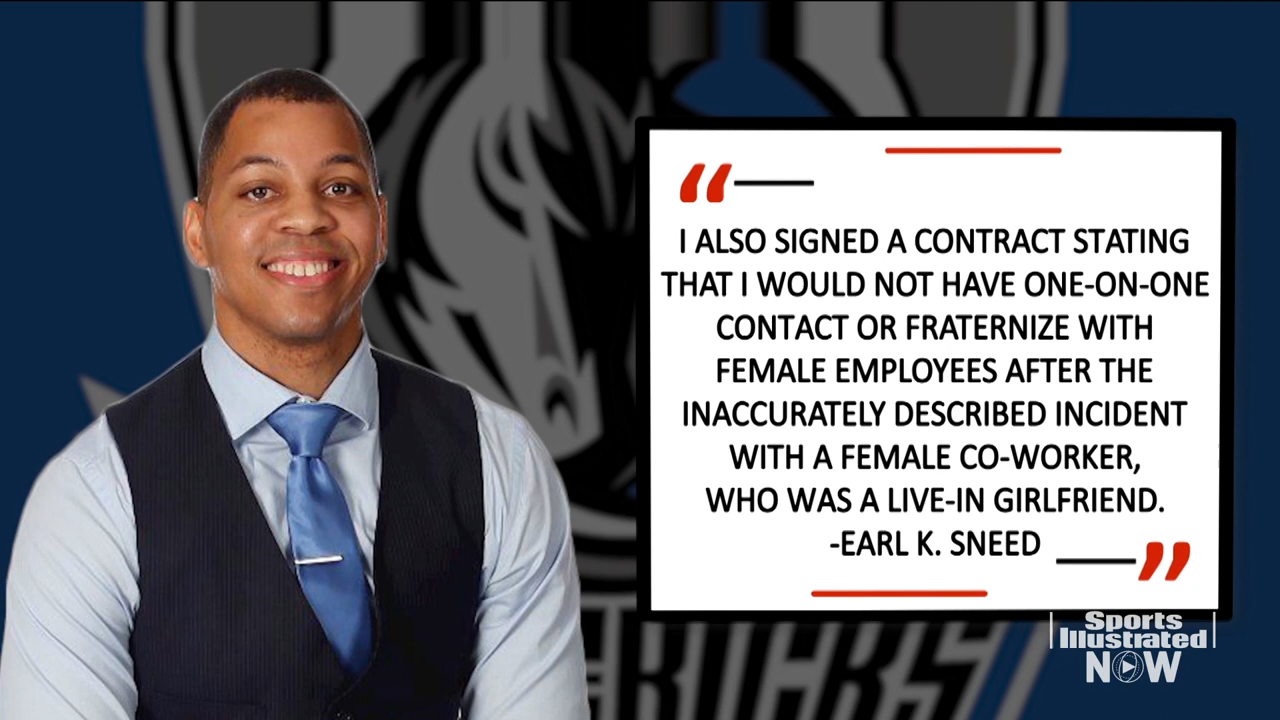 “
I ALSO SIGNED A CONTRACT STATING
THAT I WOULD NOT HAVE ONE-ON-ONE
CONTACT OR FRATERNIZE WITH
FEMALE EMPLOYEES AFTER THE
INACCURATELY DESCRIBED INCIDENT
WITH A FEMALE CO-WORKER,
WHO WAS A LIVE-IN GIRLFRIEND.
-EARL K. SNEED
”
Sports
Illustrated
NOW